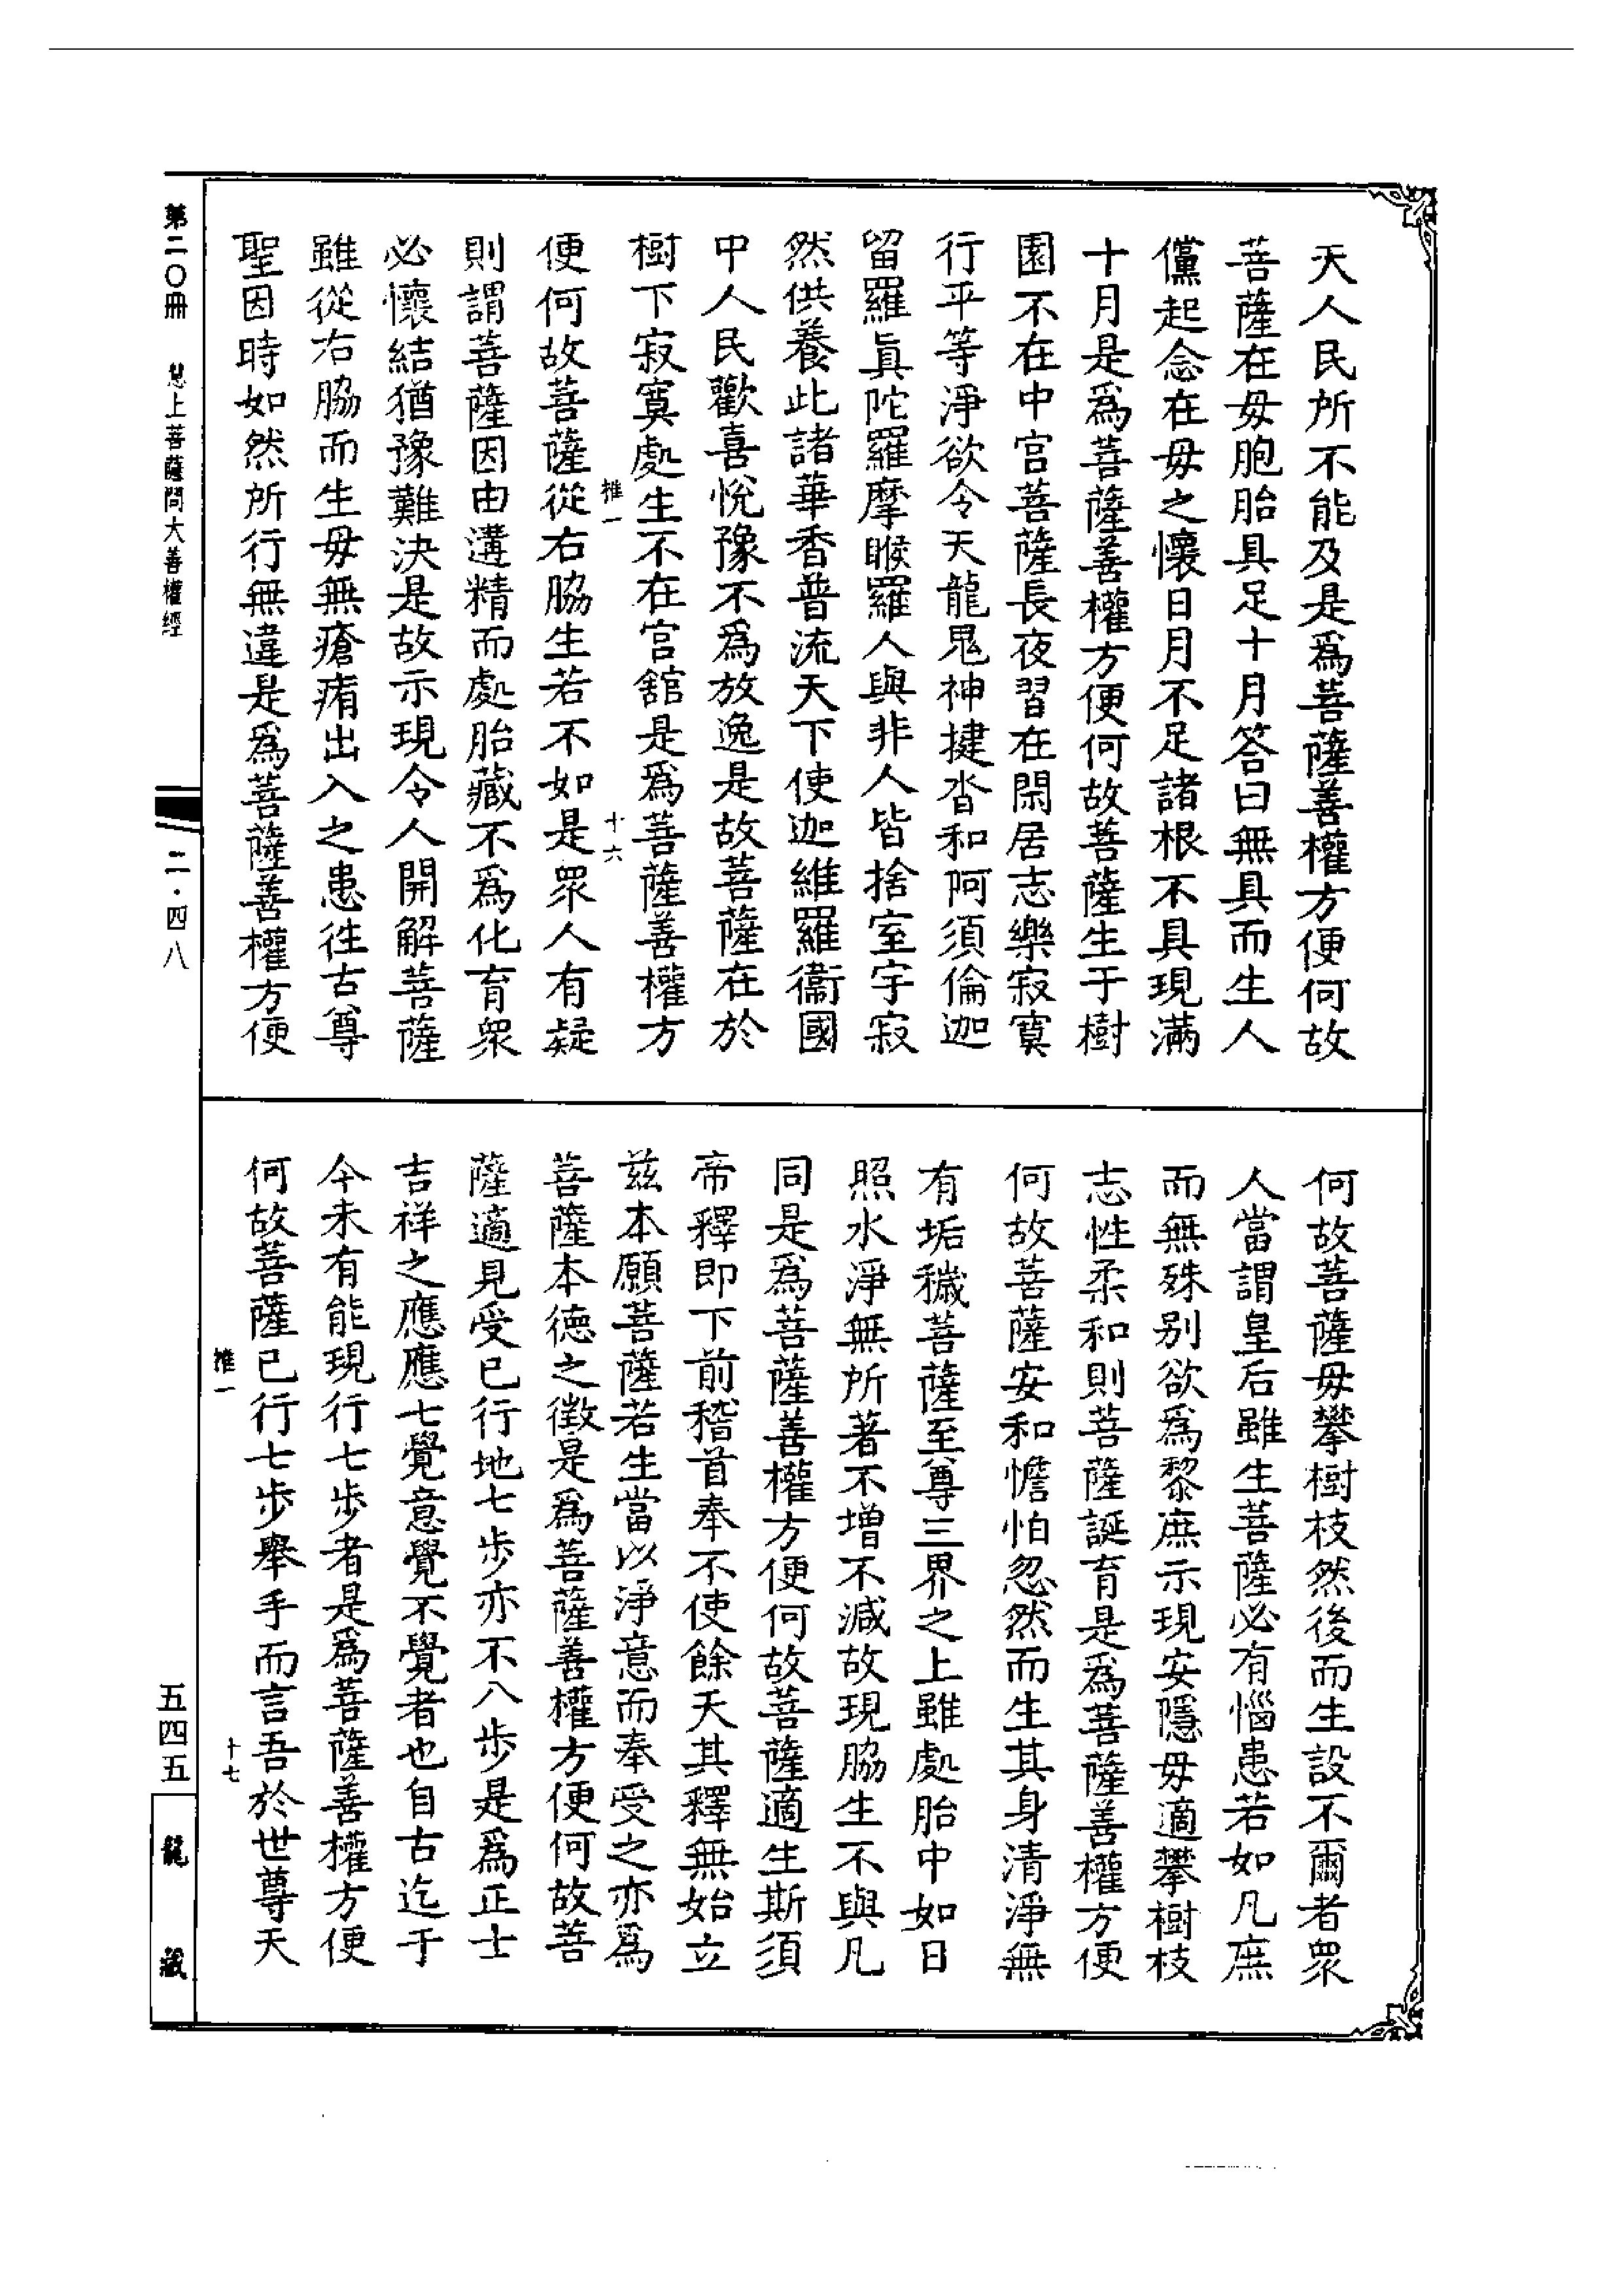 天人民所不能及是爲菩薩善權方便何故
菩薩在毋胞胎具足十月答曰無具而生人
儻起念在毋之懷日月不足諸根不具現滿
十月是爲菩薩善權方便何故菩薩生于樹
園不在中宫菩薩長夜習在閑居志樂寂寞
行平等淨欲令天龍鬼神揵沓和阿須倫迦
留羅眞陀羅摩睺羅人與非人皆捨室宇寂
然供養此諸華香普流天下使迦維羅衞國
中人民歡喜悅豫不爲放逸是故菩薩在於
樹下寂寞處生不在宫舘是爲菩薩善權方
推一
十六
便何故菩薩從右脇生若不如是衆人有疑
則謂菩薩因由遘精而處胎藏不爲化育衆
必懷結猶豫難決是故示現令人開解菩薩
雖從右脇而生毋無瘡痏出入之患往古尊
聖因時如然所行無違是爲菩薩善權方便
何故菩薩毋攀樹枝然後而生設不爾者衆
人當謂皇后雖生菩薩必有惱患若如凡庶
而無殊别欲爲黎庶示現安隱毋適攀樹枝
志性柔和則菩薩誕育是爲菩薩善權方便
何故菩薩安和憺怕忽然而生其身清淨無
有垢穢菩薩至尊三界之上雖處胎中如日
照水淨無所著不增不減故現脇生不與凡
同是爲菩薩善權方便何故菩薩適生斯須
帝釋即下前稽首奉不使餘天其釋無始立
茲本願菩薩若生當以淨意而奉受之亦爲
菩薩本德之徵是爲菩薩善權方便何故菩
薩適見受已行地七步亦不八步是爲正士
吉祥之應應七覺意覺不覺者也自古迄于
今未有能現行七步者是爲菩薩善權方便
何故菩薩已行七步舉手而言吾於世尊天
推一
十七
第二〇冊
慧上菩薩問大善權經
二·四八
五四五
龍藏